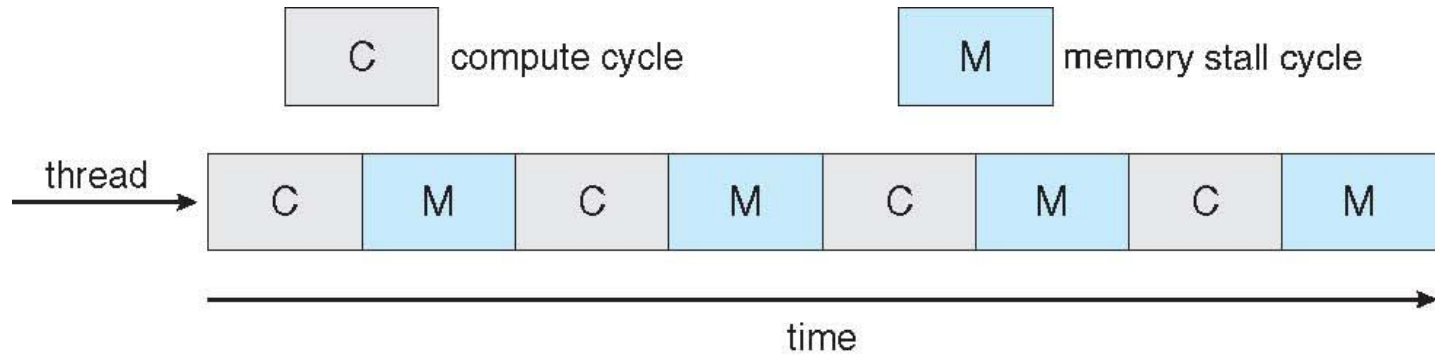 C compute cycle M memory stall cycle
thread
C M C M C M C M
time